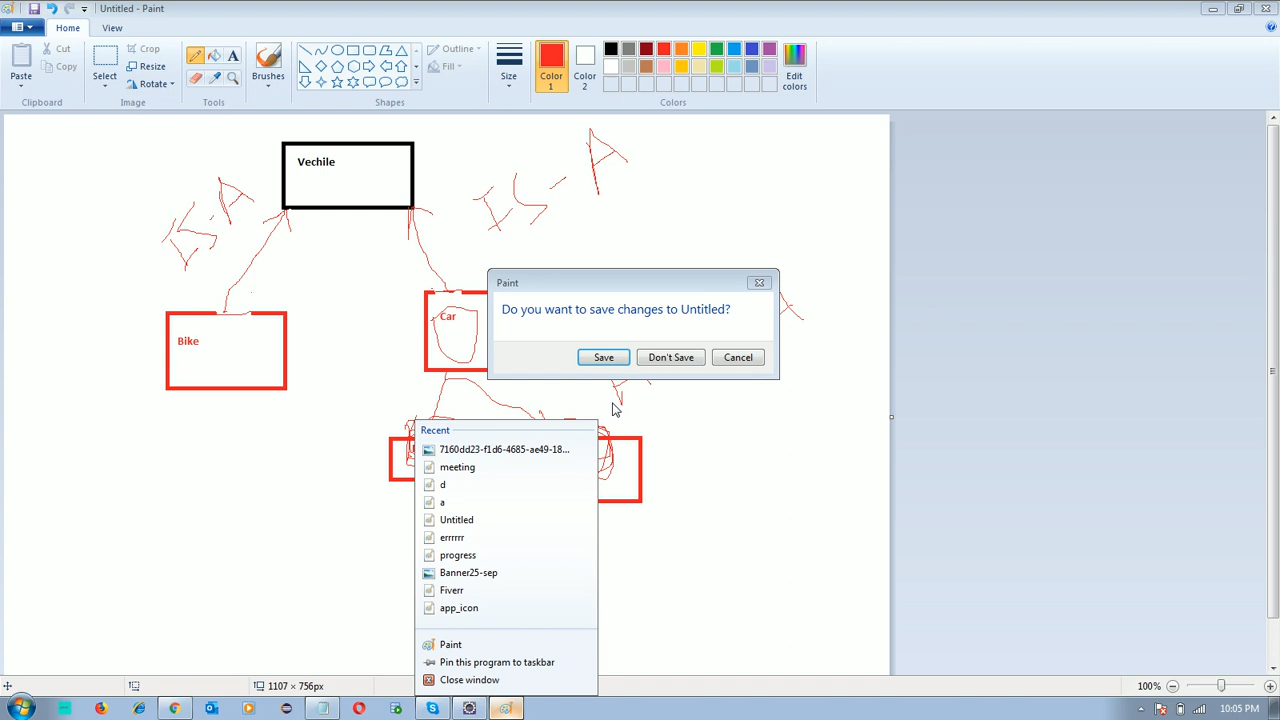 Untitled - Paint
Home
View
Paste
Cut
Copy
Clipboard
Select
Crop
Resize
Rotate
Image
Tools
Brushes
Shapes
Outline
Fill
Size
Color 1
Color 2
Edit colors
Colors
Vechile
IS-A
IS-A
Bike
Car
Paint
Do you want to save changes to Untitled?
Save
Don't Save
Cancel
Recent
7160dd23-f1d6-4685-ae49-18...
meeting
d
a
Untitled
errrrrr
progress
Banner25-sep
Fiverr
app_icon
Paint
Pin this program to taskbar
Close window
1107 × 756px
100%
10:05 PM